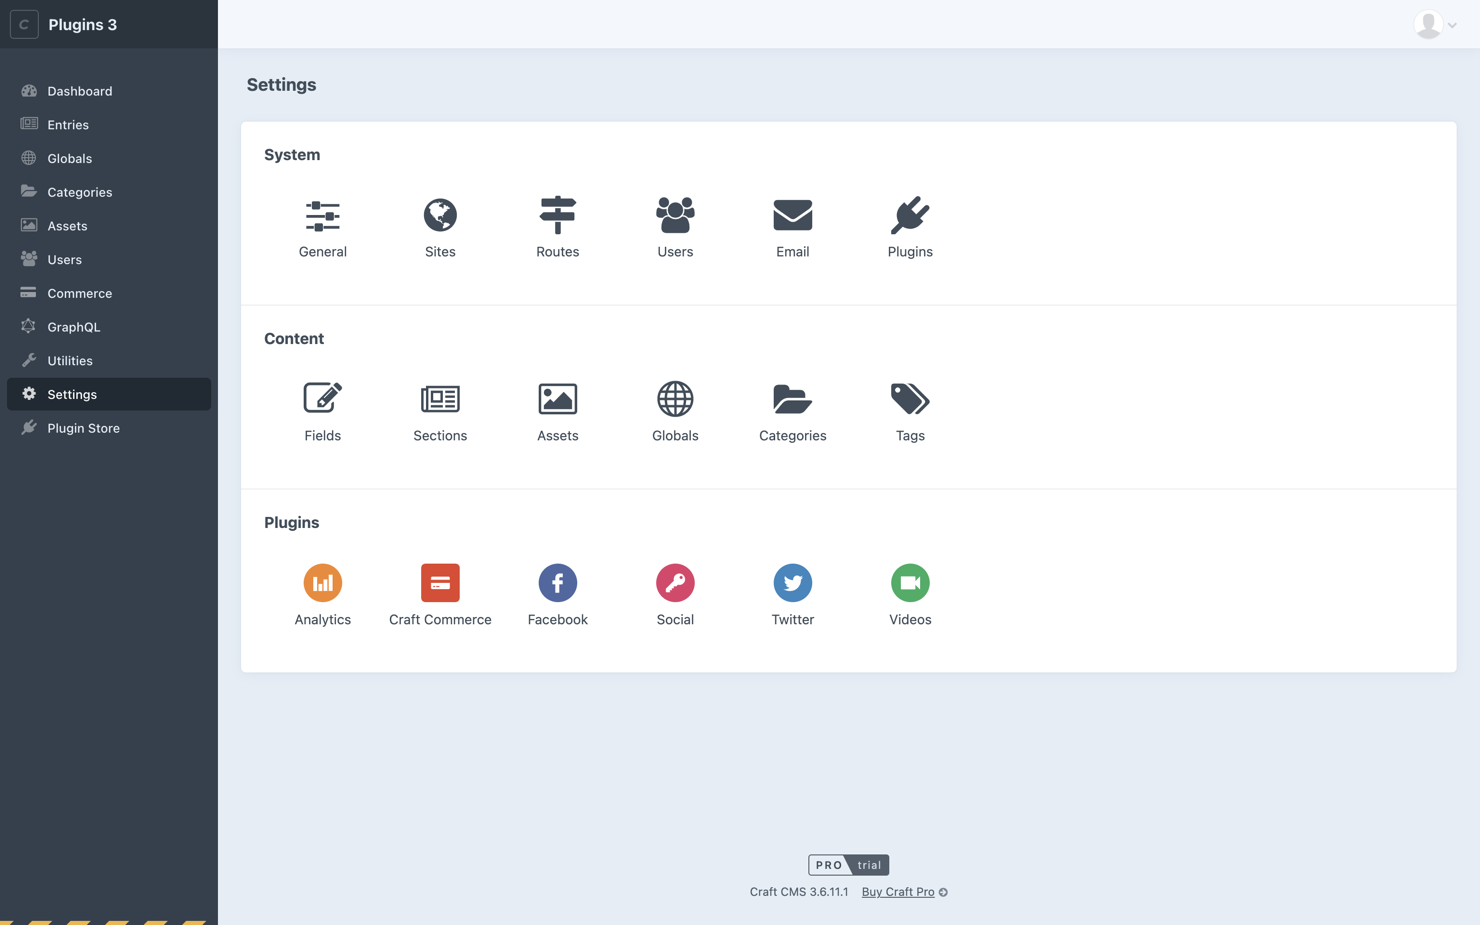 C
Plugins 3
Dashboard
Entries
Globals
Categories
Assets
Users
Commerce
GraphQL
Utilities
Settings
Plugin Store
Settings
System
General
Sites
Routes
Users
Email
Plugins
Content
Fields
Sections
Assets
Globals
Categories
Tags
Plugins
Analytics
Craft Commerce
Facebook
Social
Twitter
Videos
PRO trial
Craft CMS 3.6.11.1 Buy Craft Pro